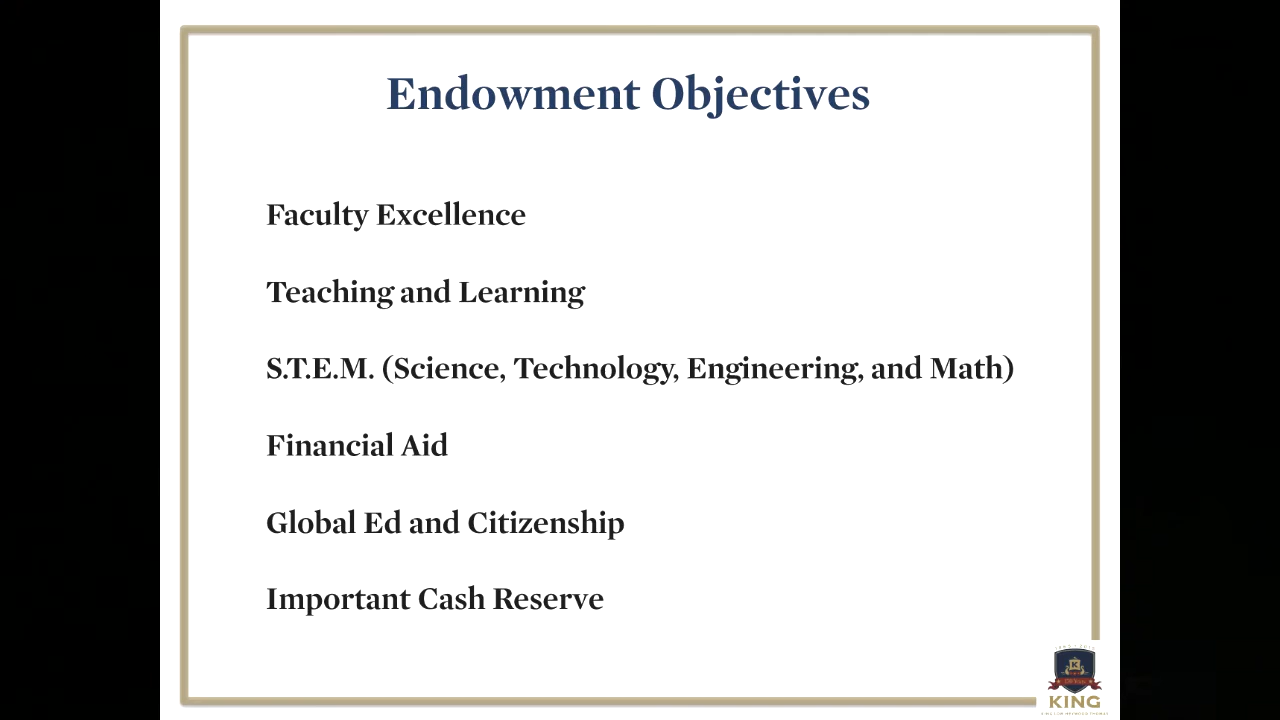 Endowment Objectives
Faculty Excellence
Teaching and Learning
S.T.E.M. (Science, Technology, Engineering, and Math)
Financial Aid
Global Ed and Citizenship
Important Cash Reserve
KING